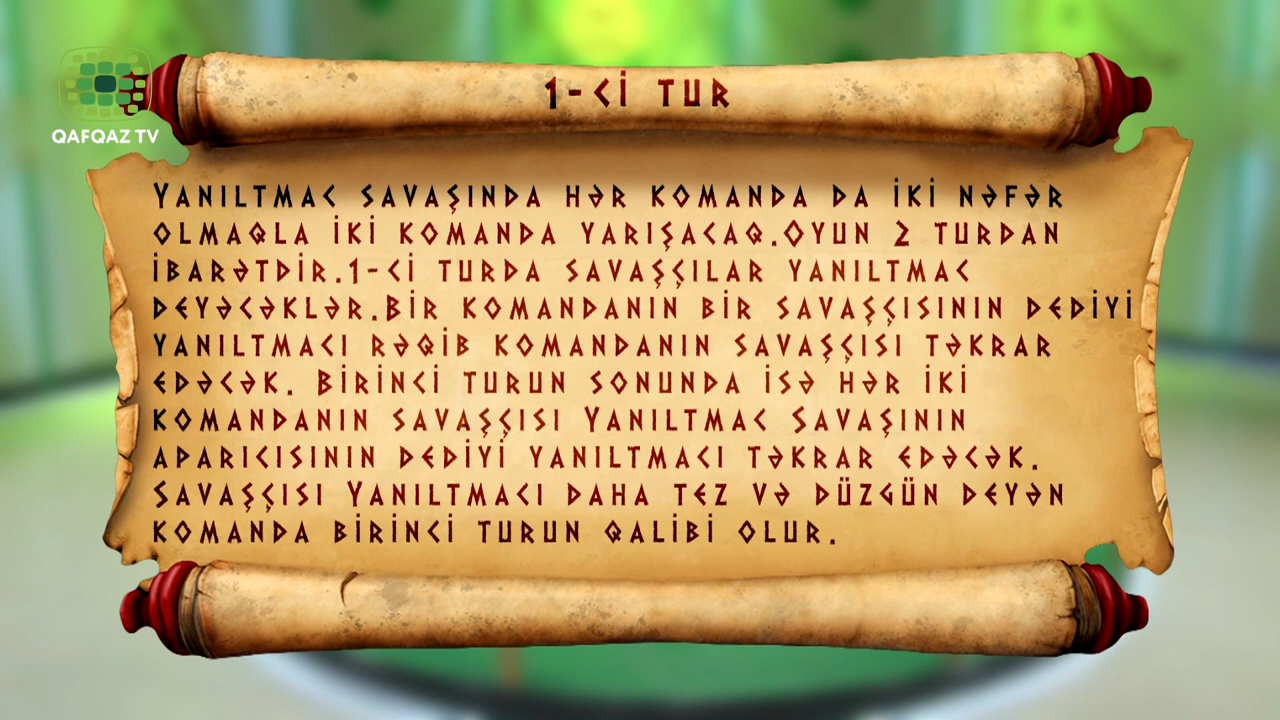 QAFQAZ TV
1-Cİ TUR
YANILTMAC SAVAŞINDA HƏR KOMANDA DA İKİ NƏFƏR
OLMAQLA İKİ KOMANDA YARIŞACAQ.OYUN 2 TURDAN
İBARƏTDİR.1-Cİ TURDA SAVAŞÇILAR YANILTMAC
DEYƏCƏKLƏR.BİR KOMANDANIN BİR SAVAŞÇISININ DEDİYİ
YANILTMACI RƏQİB KOMANDANIN SAVAŞÇISI TƏKRAR
EDƏCƏK. BİRİNCİ TURUN SONUNDA İSƏ HƏR İKİ
KOMANDANIN SAVAŞÇISI YANILTMAC SAVAŞININ
APARICISININ DEDİYİ YANILTMACI TƏKRAR EDƏCƏK.
SAVAŞÇISI YANILTMACI DAHA TEZ VƏ DÜZGÜN DEYƏN
KOMANDA BİRİNCİ TURUN QALİBİ OLUR.